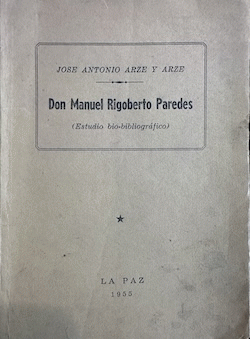 JOSE ANTONIO ARZE Y ARZE
Don Manuel Rigoberto Paredes
(Estudio bio-bibliográfico)
LA PAZ
1955